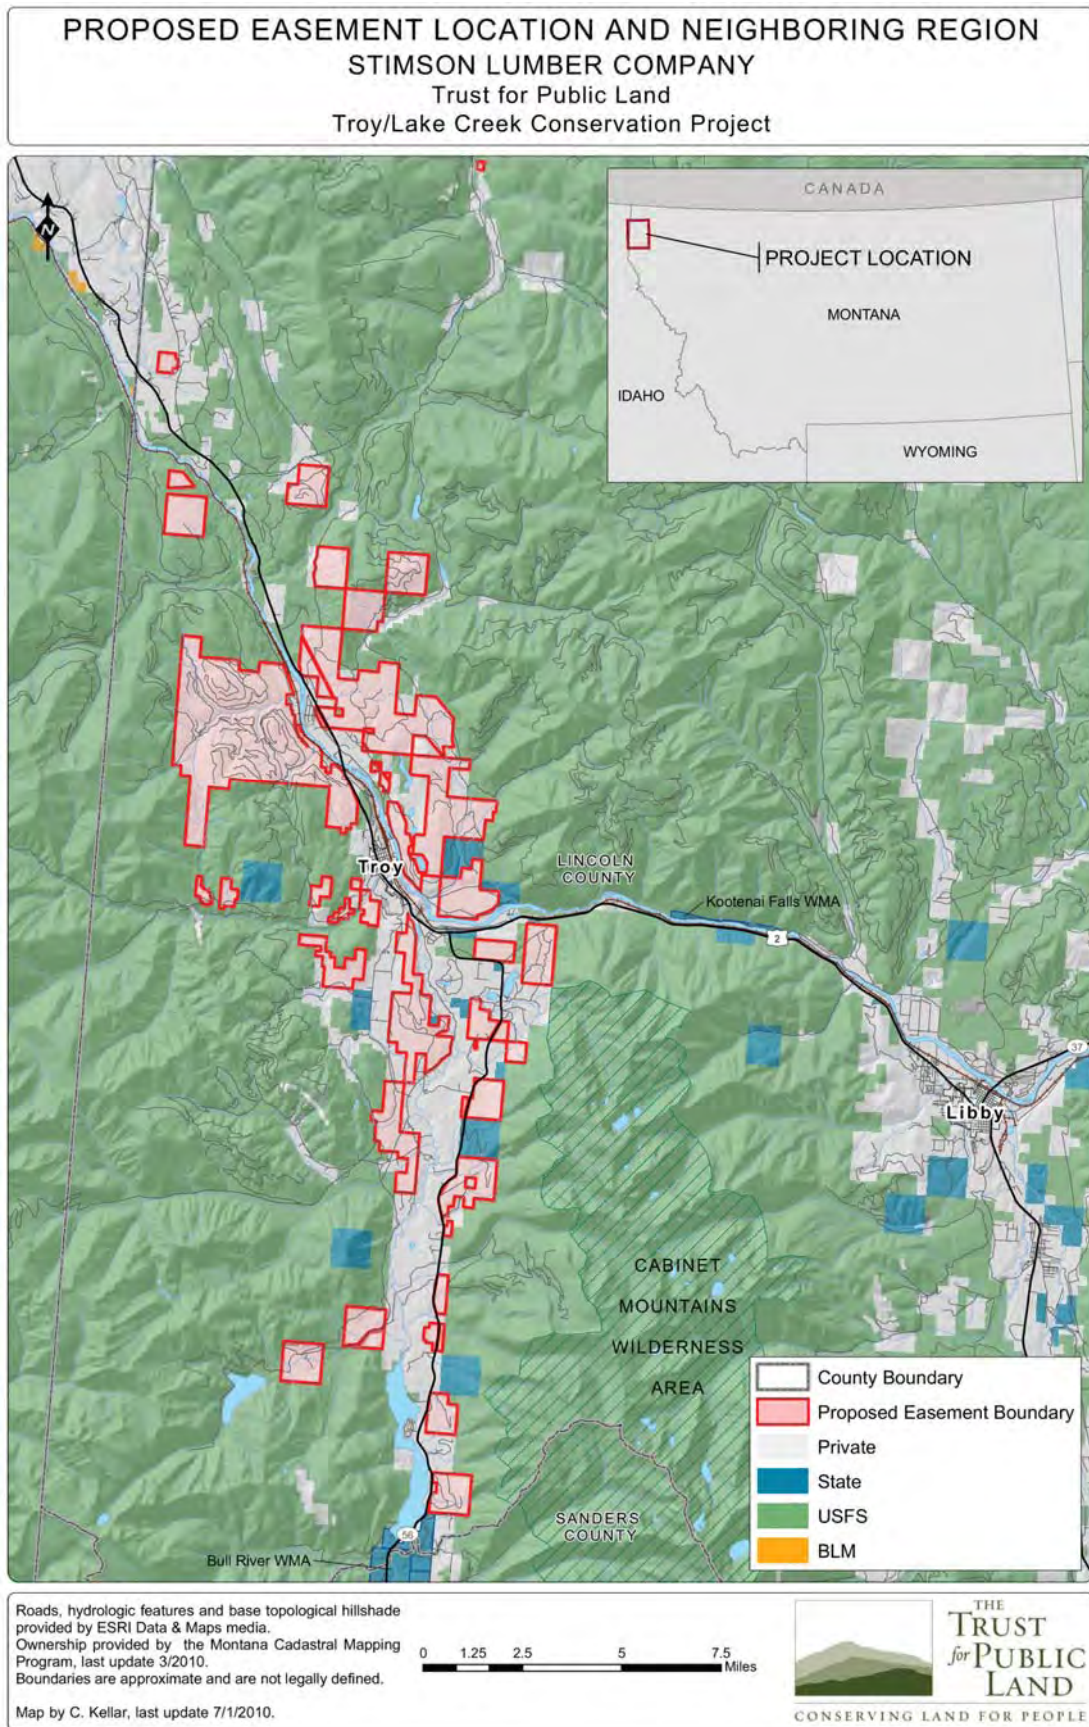 PROPOSED EASEMENT LOCATION AND NEIGHBORING REGION
STIMSON LUMBER COMPANY
Trust for Public Land
Troy/Lake Creek Conservation Project
N
CANADA
PROJECT LOCATION
MONTANA
IDAHO
WYOMING
Troy
LINCOLN
COUNTY
Kootenai Falls WMA
2
37
Libby
CABINET
MOUNTAINS
WILDERNESS
AREA
SANDERS
COUNTY
56
Bull River WMA
County Boundary
Proposed Easement Boundary
Private
State
USFS
BLM
Roads, hydrologic features and base topological hillshade
provided by ESRI Data & Maps media.
Ownership provided by the Montana Cadastral Mapping
Program, last update 3/2010.
Boundaries are approximate and are not legally defined.
Map by C. Kellar, last update 7/1/2010.
0 1.25 2.5 5 7.5
Miles
THE
TRUST
for PUBLIC
LAND
CONSERVING LAND FOR PEOPLE